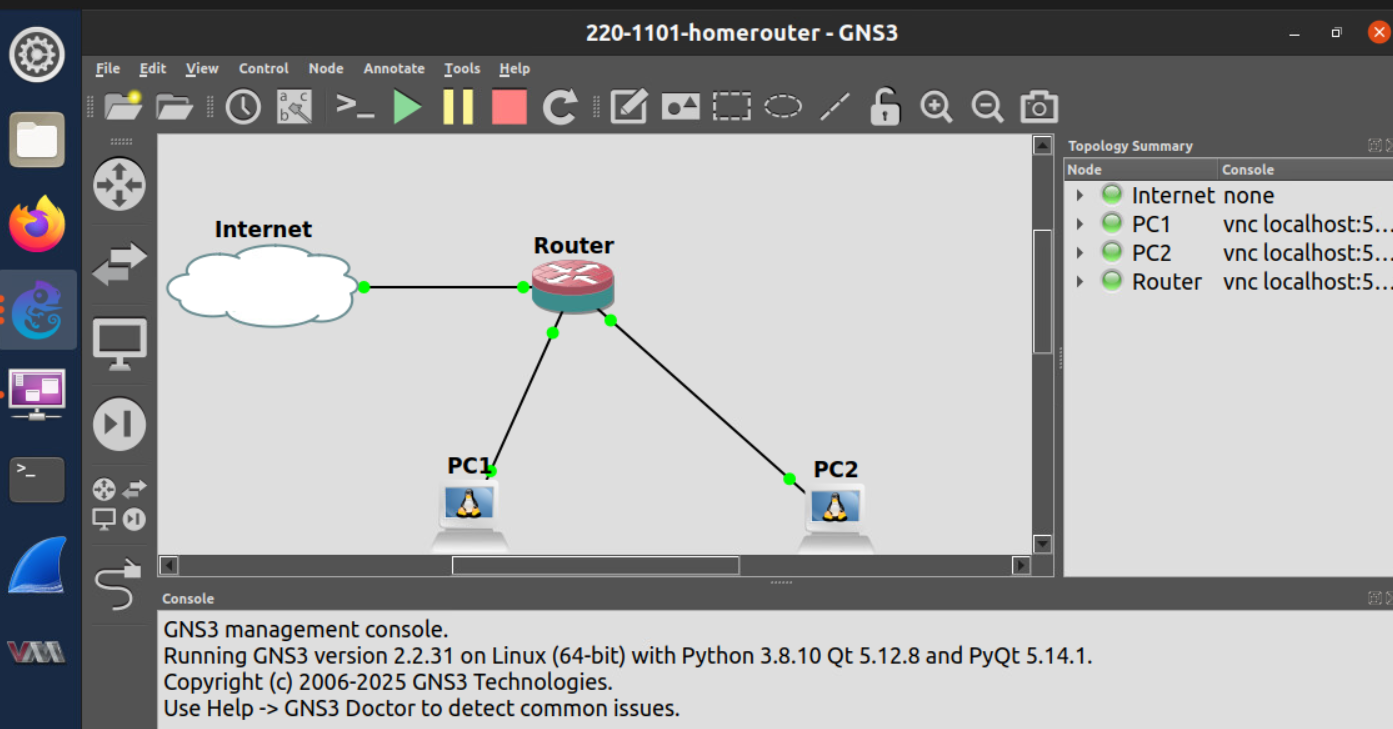 220-1101-homerouter - GNS3
File Edit View Control Node Annotate Tools Help
Topology Summary
Node Console
Internet none
PC1 vnc localhost:5...
PC2 vnc localhost:5...
Router vnc localhost:5...
Internet
Router
PC1
PC2
Console
GNS3 management console.
Running GNS3 version 2.2.31 on Linux (64-bit) with Python 3.8.10 Qt 5.12.8 and PyQt 5.14.1.
Copyright (c) 2006-2025 GNS3 Technologies.
Use Help -> GNS3 Doctor to detect common issues.